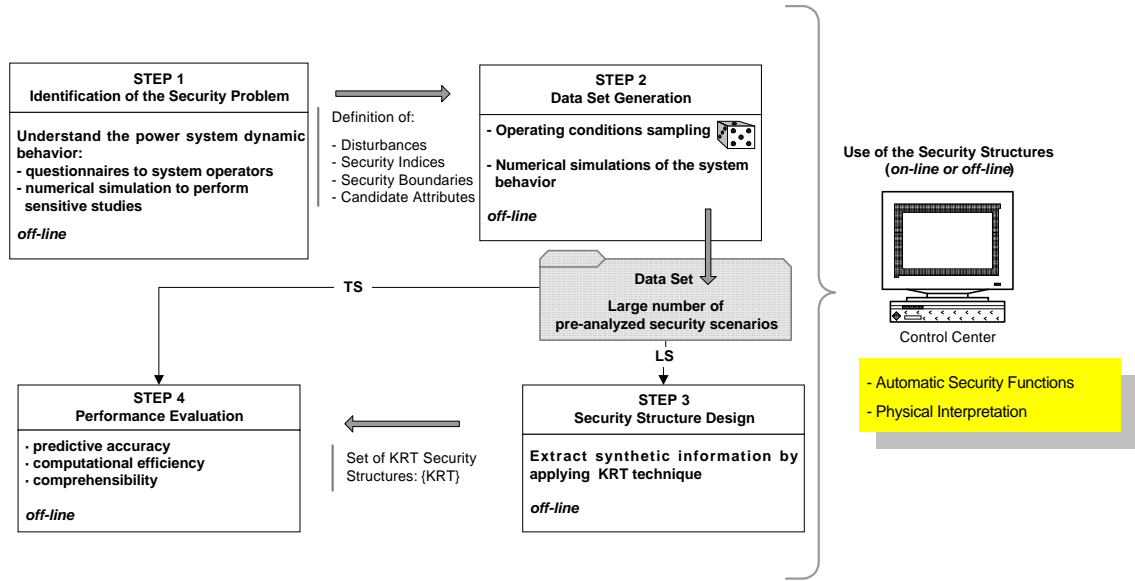 STEP 1
Identification of the Security Problem
Understand the power system dynamic
behavior:
- questionnaires to system operators
- numerical simulation to perform
sensitive studies
off-line
Definition of:
- Disturbances
- Security Indices
- Security Boundaries
- Candidate Attributes
STEP 2
Data Set Generation
- Operating conditions sampling
- Numerical simulations of the system
behavior
off-line
Data Set
Large number of
pre-analyzed security scenarios
TS
LS
STEP 3
Security Structure Design
Extract synthetic information by
applying KRT technique
off-line
Set of KRT Security
Structures: {KRT}
STEP 4
Performance Evaluation
· predictive accuracy
· computational efficiency
· comprehensibility
off-line
Use of the Security Structures
(on-line or off-line)
Control Center
- Automatic Security Functions
- Physical Interpretation